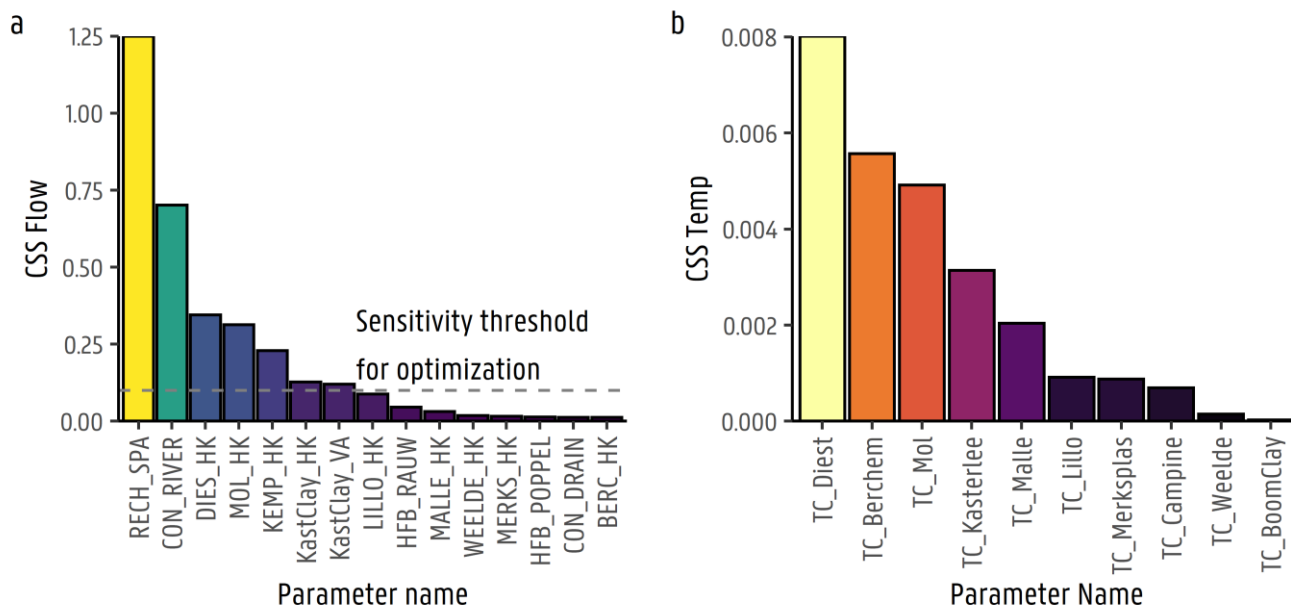 a
CSS Flow
1.25
1.00
0.75
0.50
0.25
0.00
Sensitivity threshold
for optimization
RECH_SPA
CON_RIVER
DIES_HK
MOL_HK
KEMP_HK
KastClay_HK
KastClay_VA
LILLO_HK
HFB_RAUW
MALLE_HK
WEELDE_HK
MERKS_HK
HFB_POPPEL
CON_DRAIN
BERC_HK
Parameter name
b
CSS Temp
0.008
0.006
0.004
0.002
0.000
TC_Diest
TC_Berchem
TC_Mol
TC_Kasterlee
TC_Malle
TC_Lillo
TC_Merksplas
TC_Campine
TC_Weelde
TC_BoomClay
Parameter Name